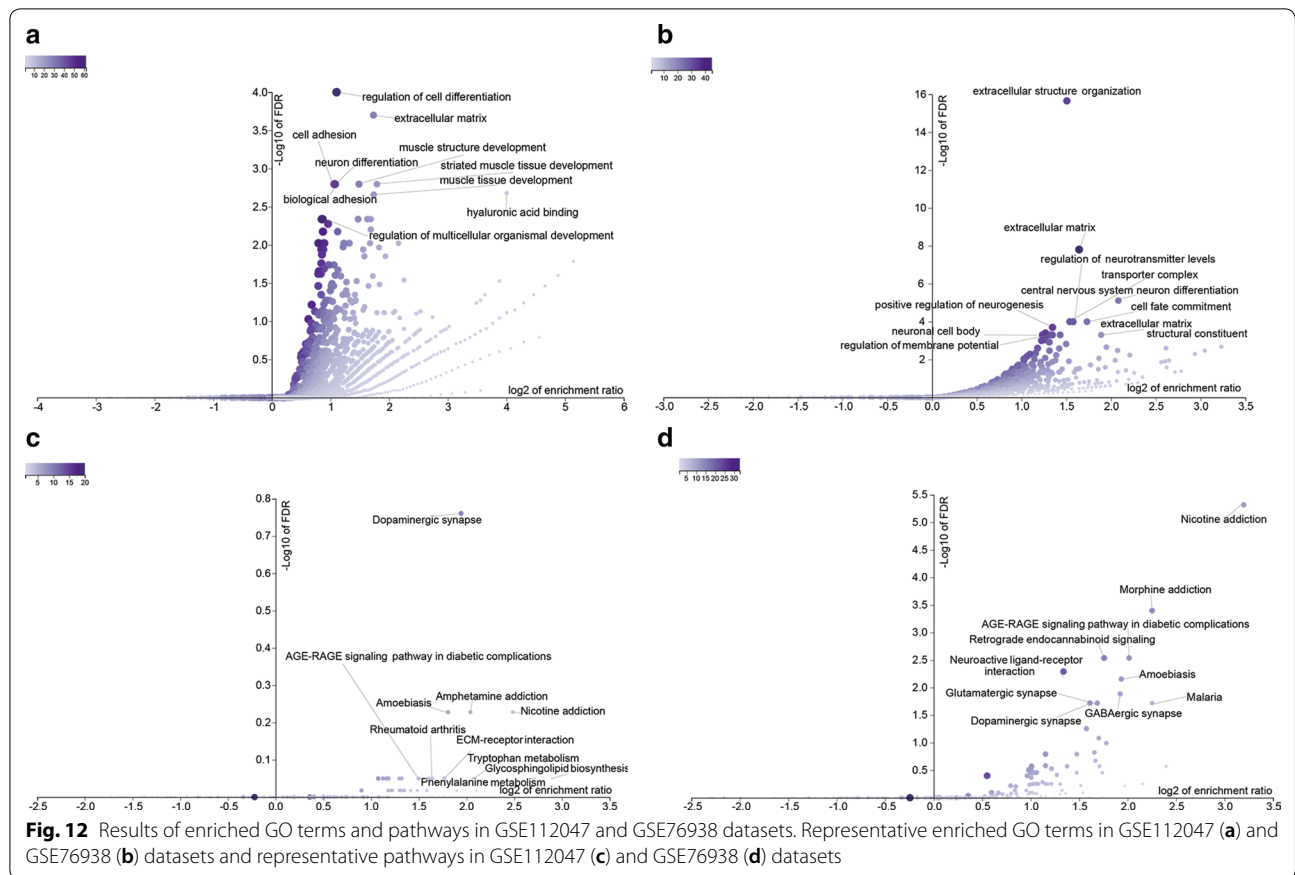 a
10 20 30 40 50 60
-Log10 of FDR
4.0
3.5
3.0
2.5
2.0
1.5
1.0
0.5
regulation of cell differentiation
extracellular matrix
cell adhesion
muscle structure development
neuron differentiation
striated muscle tissue development
muscle tissue development
biological adhesion
hyaluronic acid binding
regulation of multicellular organismal development
log2 of enrichment ratio
-4 -3 -2 -1 0 1 2 3 4 5 6
b
10 20 30 40
-Log10 of FDR
16
14
12
10
8
6
4
2
extracellular structure organization
extracellular matrix
regulation of neurotransmitter levels
transporter complex
central nervous system neuron differentiation
positive regulation of neurogenesis
cell fate commitment
neuronal cell body
extracellular matrix
structural constituent
regulation of membrane potential
log2 of enrichment ratio
-3.0 -2.5 -2.0 -1.5 -1.0 -0.5 0.0 0.5 1.0 1.5 2.0 2.5 3.0 3.5
c
5 10 15 20
-Log10 of FDR
0.8
0.7
0.6
0.5
0.4
0.3
0.2
0.1
Dopaminergic synapse
AGE-RAGE signaling pathway in diabetic complications
Amphetamine addiction
Amoebiasis
Nicotine addiction
Rheumatoid arthritis
ECM-receptor interaction
Tryptophan metabolism
Glycosphingolipid biosynthesis
Phenylalanine metabolism
log2 of enrichment ratio
-2.5 -2.0 -1.5 -1.0 -0.5 0.0 0.5 1.0 1.5 2.0 2.5 3.0 3.5
d
5 10 15 20 25 30
-Log10 of FDR
5.5
5.0
4.5
4.0
3.5
3.0
2.5
2.0
1.5
1.0
0.5
Nicotine addiction
Morphine addiction
AGE-RAGE signaling pathway in diabetic complications
Retrograde endocannabinoid signaling
Neuroactive ligand-receptor
interaction
Amoebiasis
Glutamatergic synapse
Malaria
GABAergic synapse
Dopaminergic synapse
log2 of enrichment ratio
-2.5 -2.0 -1.5 -1.0 -0.5 0.0 0.5 1.0 1.5 2.0 2.5 3.0 3.5
Fig. 12 Results of enriched GO terms and pathways in GSE112047 and GSE76938 datasets. Representative enriched GO terms in GSE112047 (a) and
GSE76938 (b) datasets and representative pathways in GSE112047 (c) and GSE76938 (d) datasets